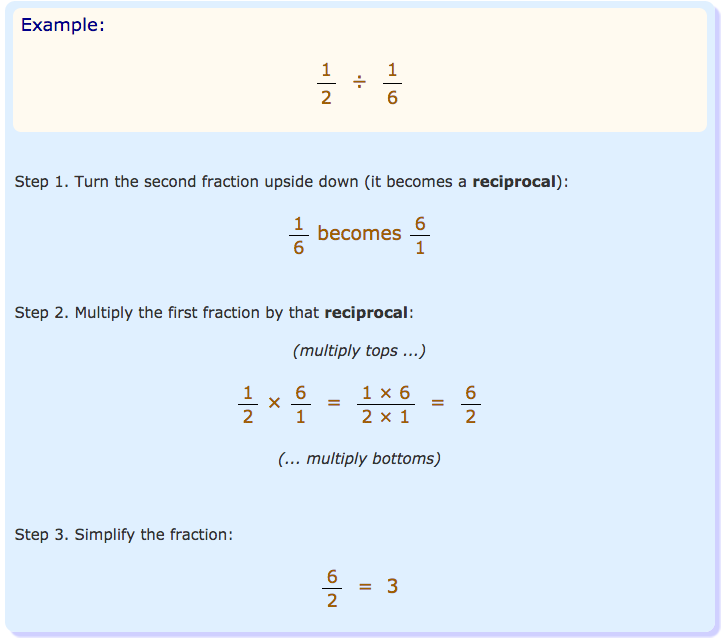 Example:
1/2 ÷ 1/6
Step 1. Turn the second fraction upside down (it becomes a reciprocal):
1/6 becomes 6/1
Step 2. Multiply the first fraction by that reciprocal:
(multiply tops ...)
1/2 × 6/1 = 1 × 6/2 × 1 = 6/2
(... multiply bottoms)
Step 3. Simplify the fraction:
6/2 = 3